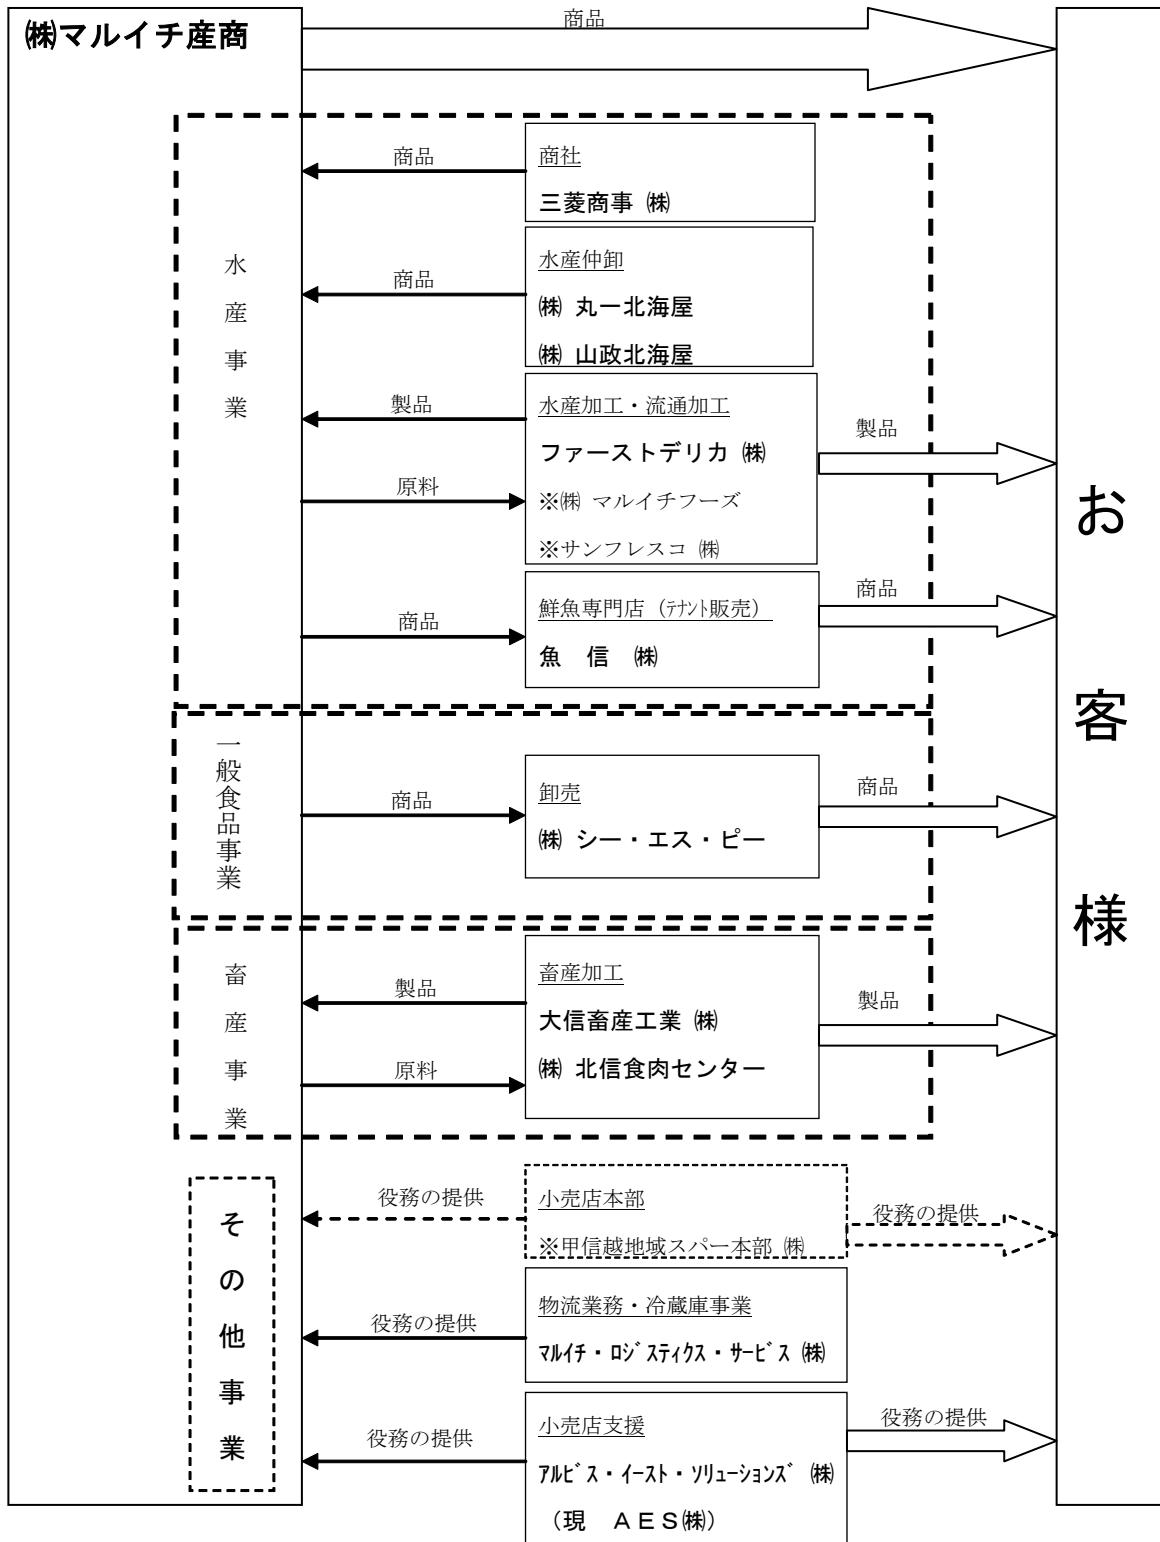 ㈱マルイチ産商
商品
水産事業
商品
商社
三菱商事 ㈱
商品
水産仲卸
㈱ 丸一北海屋
㈱ 山政北海屋
製品
原料
水産加工・流通加工
ファーストデリカ ㈱
※㈱ マルイチフーズ
※サンフレスコ ㈱
製品
商品
鮮魚専門店（ﾃﾅﾝﾄ販売）
魚　信　㈱
商品
お客様
一般食品事業
商品
卸売
㈱ シー・エス・ピー
商品
畜産事業
製品
原料
畜産加工
大信畜産工業 ㈱
㈱ 北信食肉センター
製品
その他事業
役務の提供
小売店本部
※甲信越地域スパー本部 ㈱
役務の提供
役務の提供
物流業務・冷蔵庫事業
ﾏﾙｲﾁ・ﾛｼﾞｽﾃｨｸｽ・ｻｰﾋﾞｽ ㈱
役務の提供
小売店支援
ｱﾙﾋﾞｽ・ｲｰｽﾄ・ｿﾘｭｰｼｮﾝｽﾞ ㈱
（現　ＡＥＳ㈱）
役務の提供